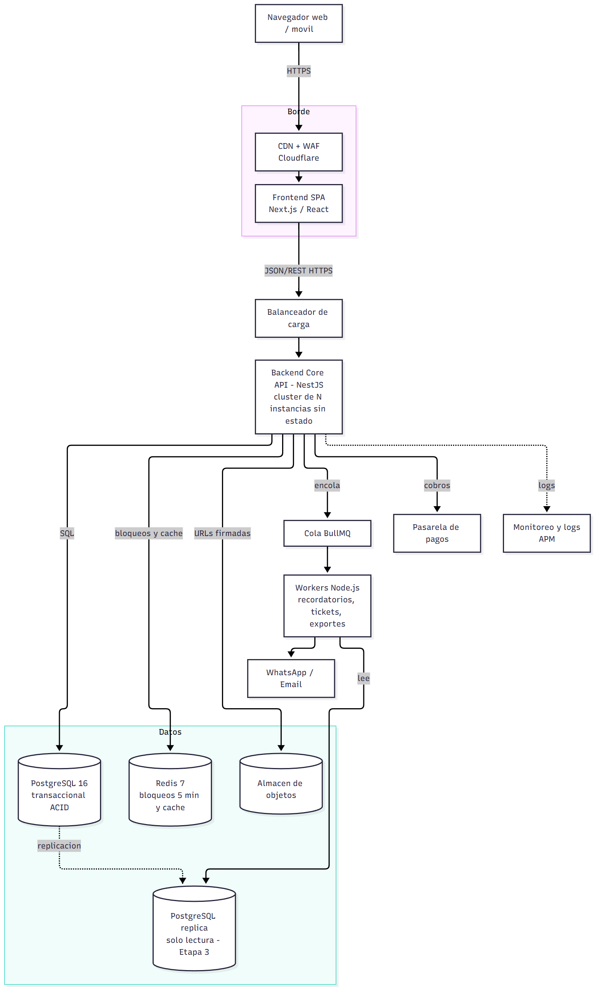 Navegador web
/ movil
HTTPS
Borde
CDN + WAF
Cloudflare
Frontend SPA
Next.js / React
JSON/REST HTTPS
Balanceador de
carga
Backend Core
API - NestJS
cluster de N
instancias sin
estado
encola
cobros
logs
SQL
bloqueos y cache
URLs firmadas
Cola BullMQ
Pasarela de
pagos
Monitoreo y logs
APM
Workers Node.js
recordatorios,
tickets,
exportes
WhatsApp /
Email
lee
Datos
PostgreSQL 16
transaccional
ACID
Redis 7
bloqueos 5 min
y cache
Almacen de
objetos
replicacion
PostgreSQL
replica
solo lectura -
Etapa 3